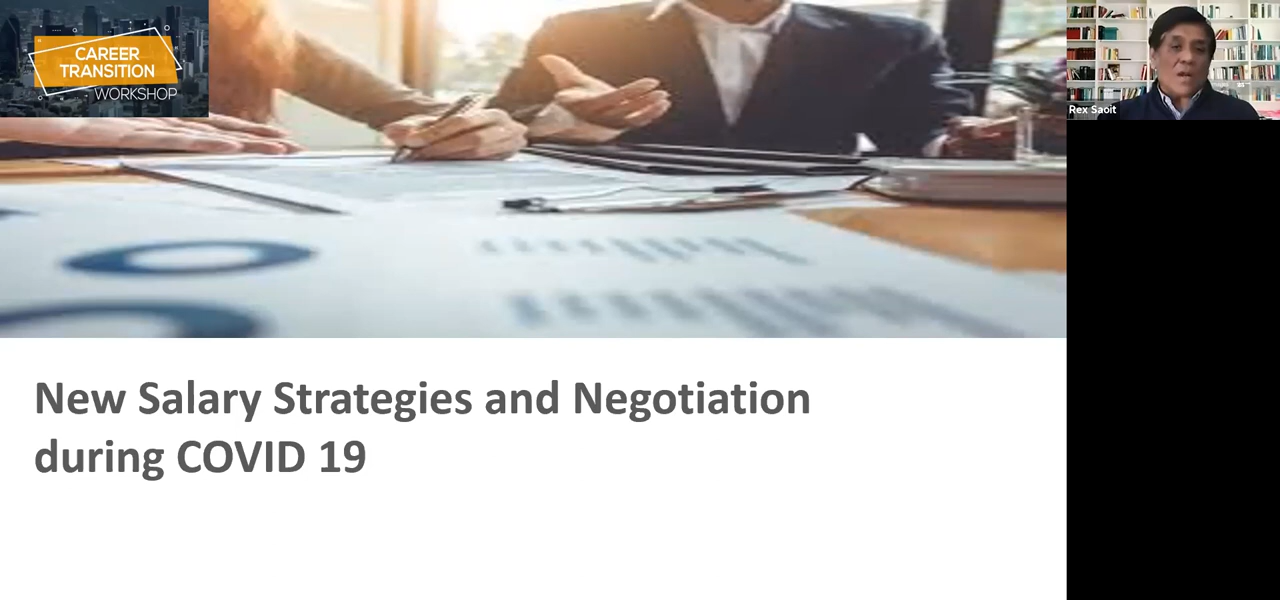 CAREER
TRANSITION
WORKSHOP
Rex Saoit
New Salary Strategies and Negotiation
during COVID 19